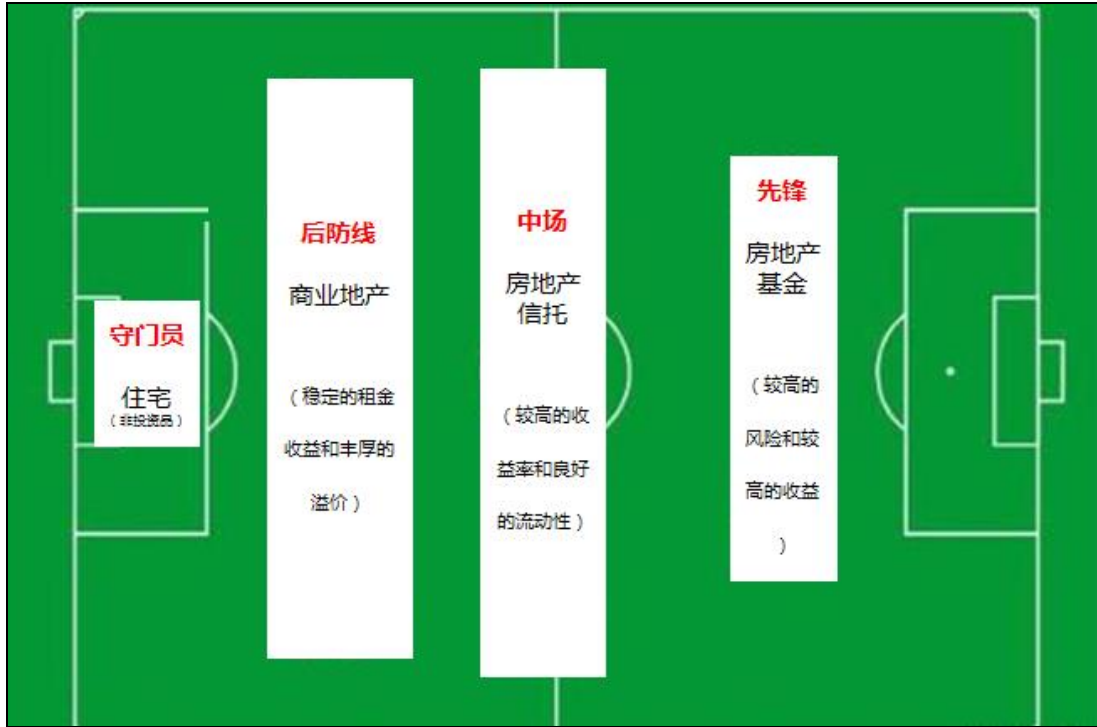 守门员
住宅
（非投资品）
后防线
商业地产
（稳定的租金
收益和丰厚的
溢价）
中场
房地产
信托
（较高的收
益率和良好
的流动性）
先锋
房地产
基金
（较高的
风险和较
高的收益
）